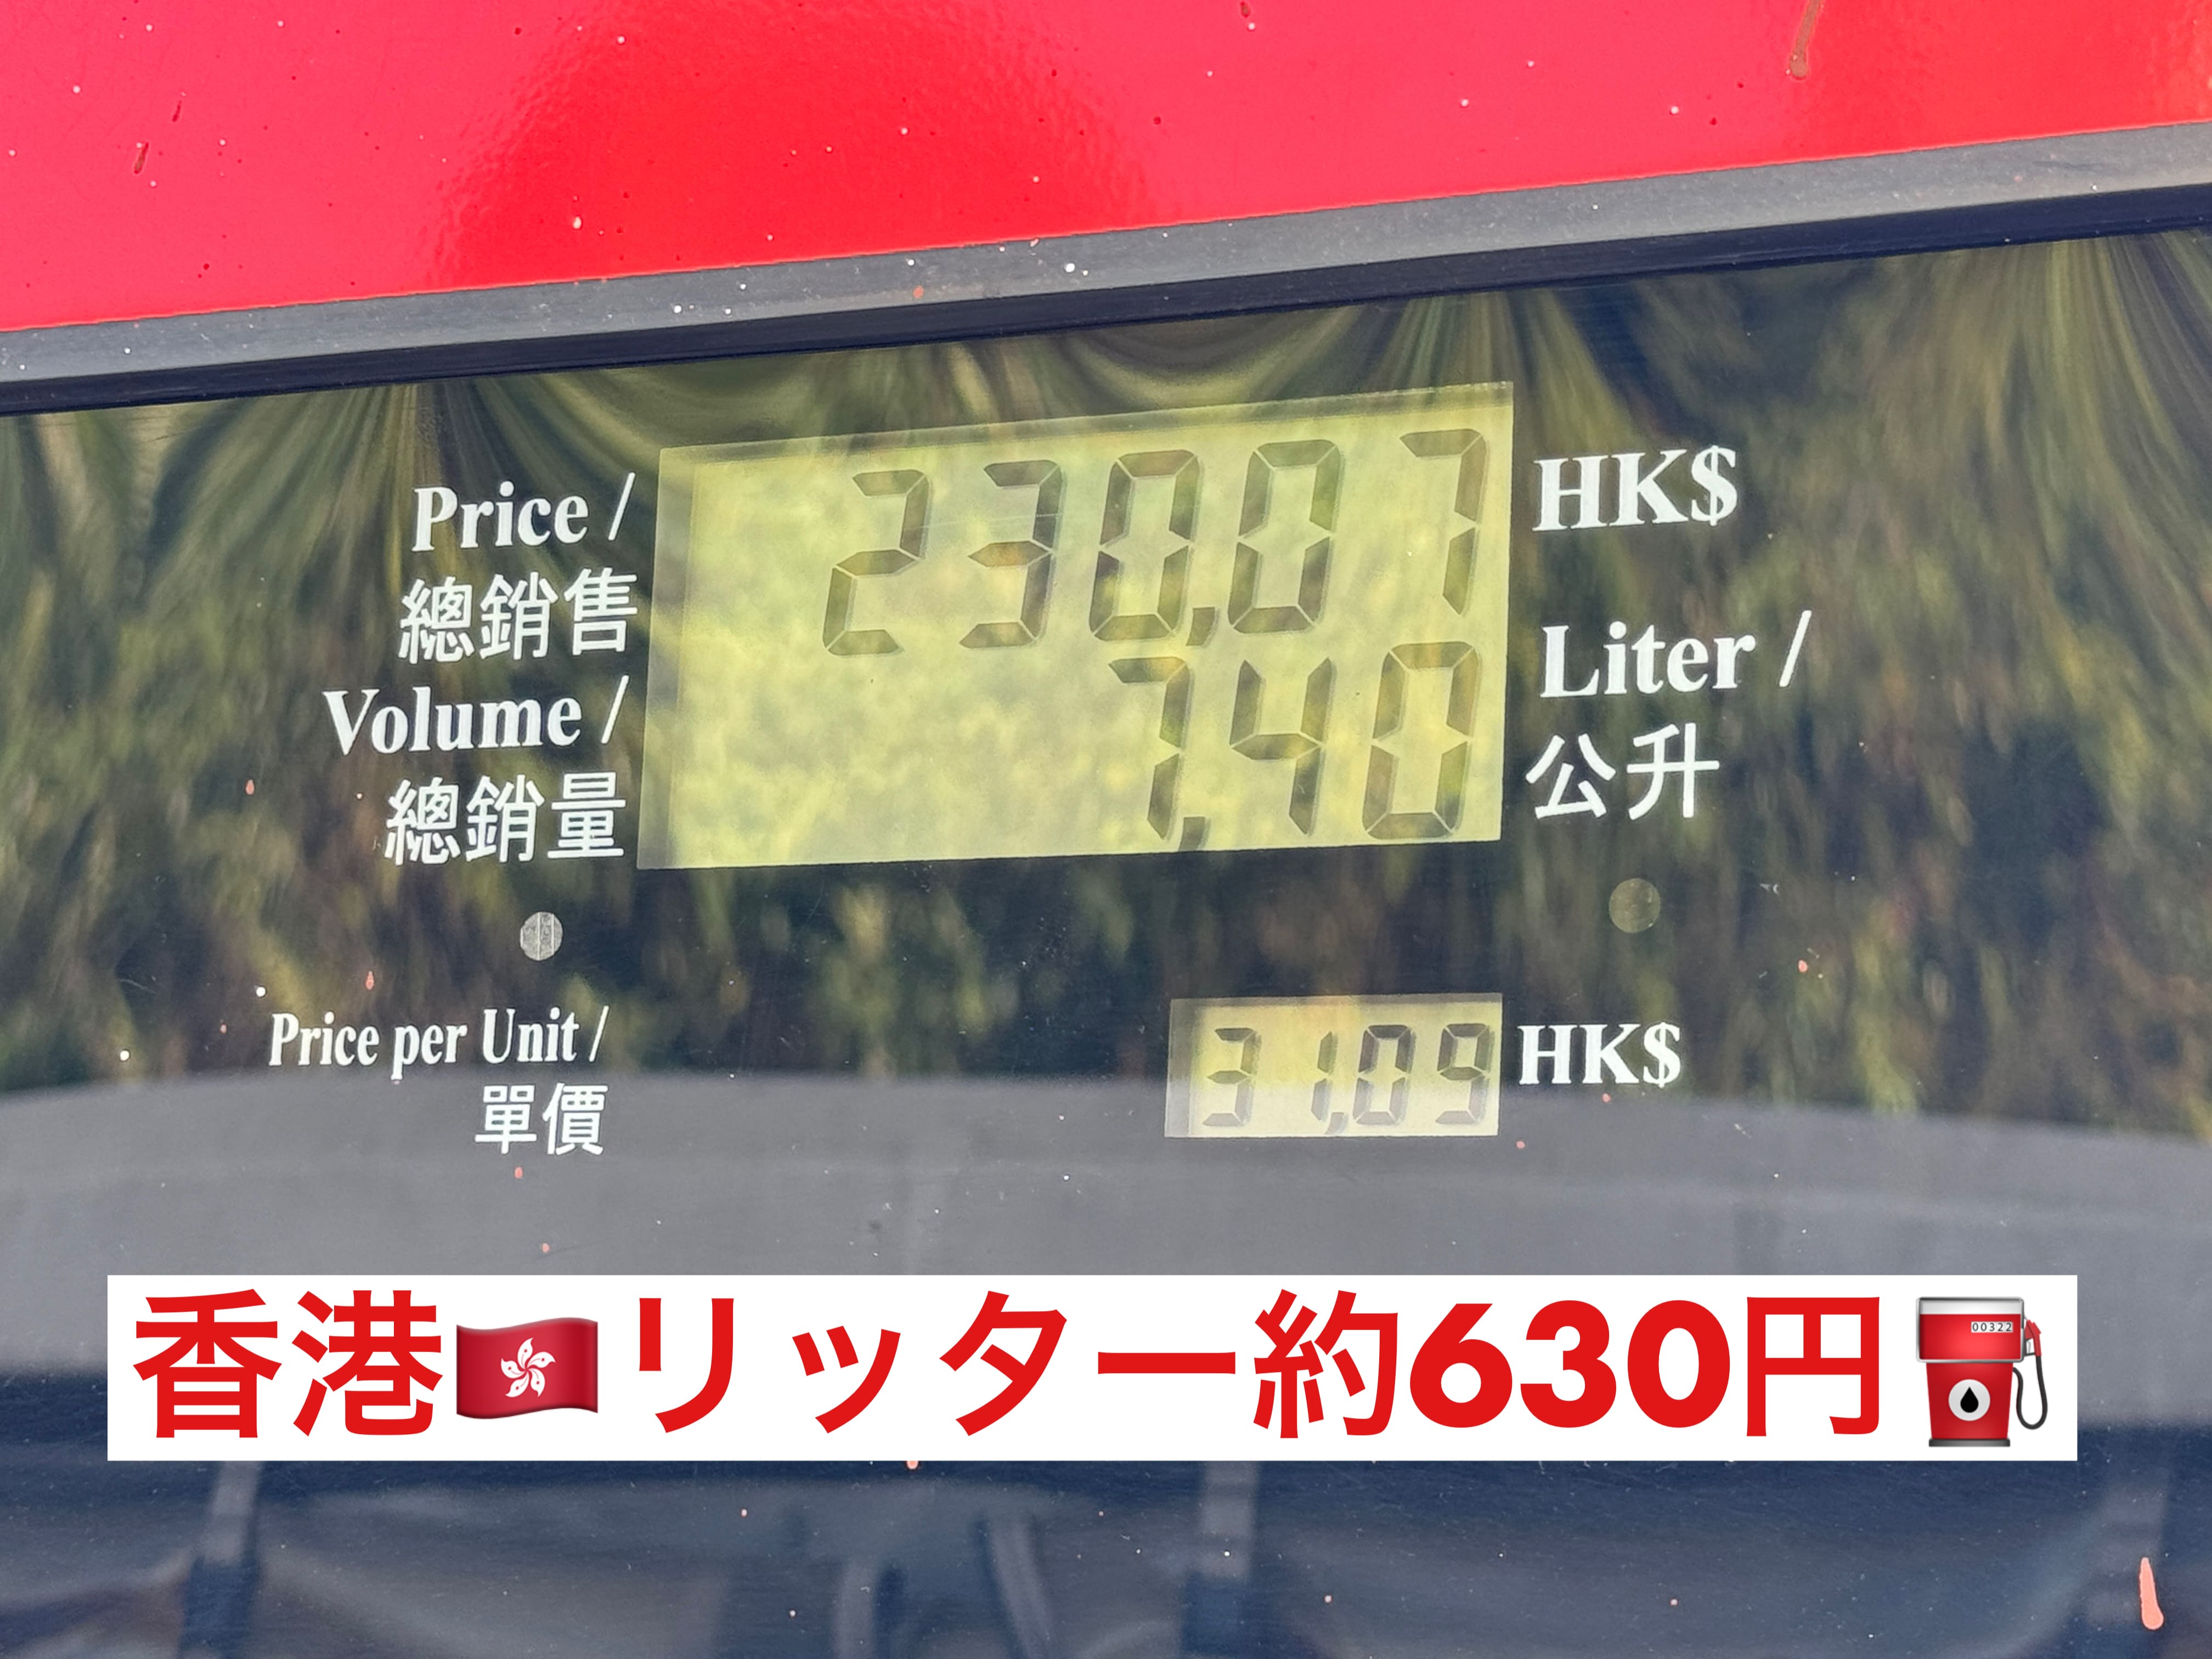 Price /
總銷售
230,07
HK$
Volume /
總銷量
7,40
Liter /
公升
Price per Unit /
單價
31,09
HK$
香港🇭🇰リッター約630円⛽
00322